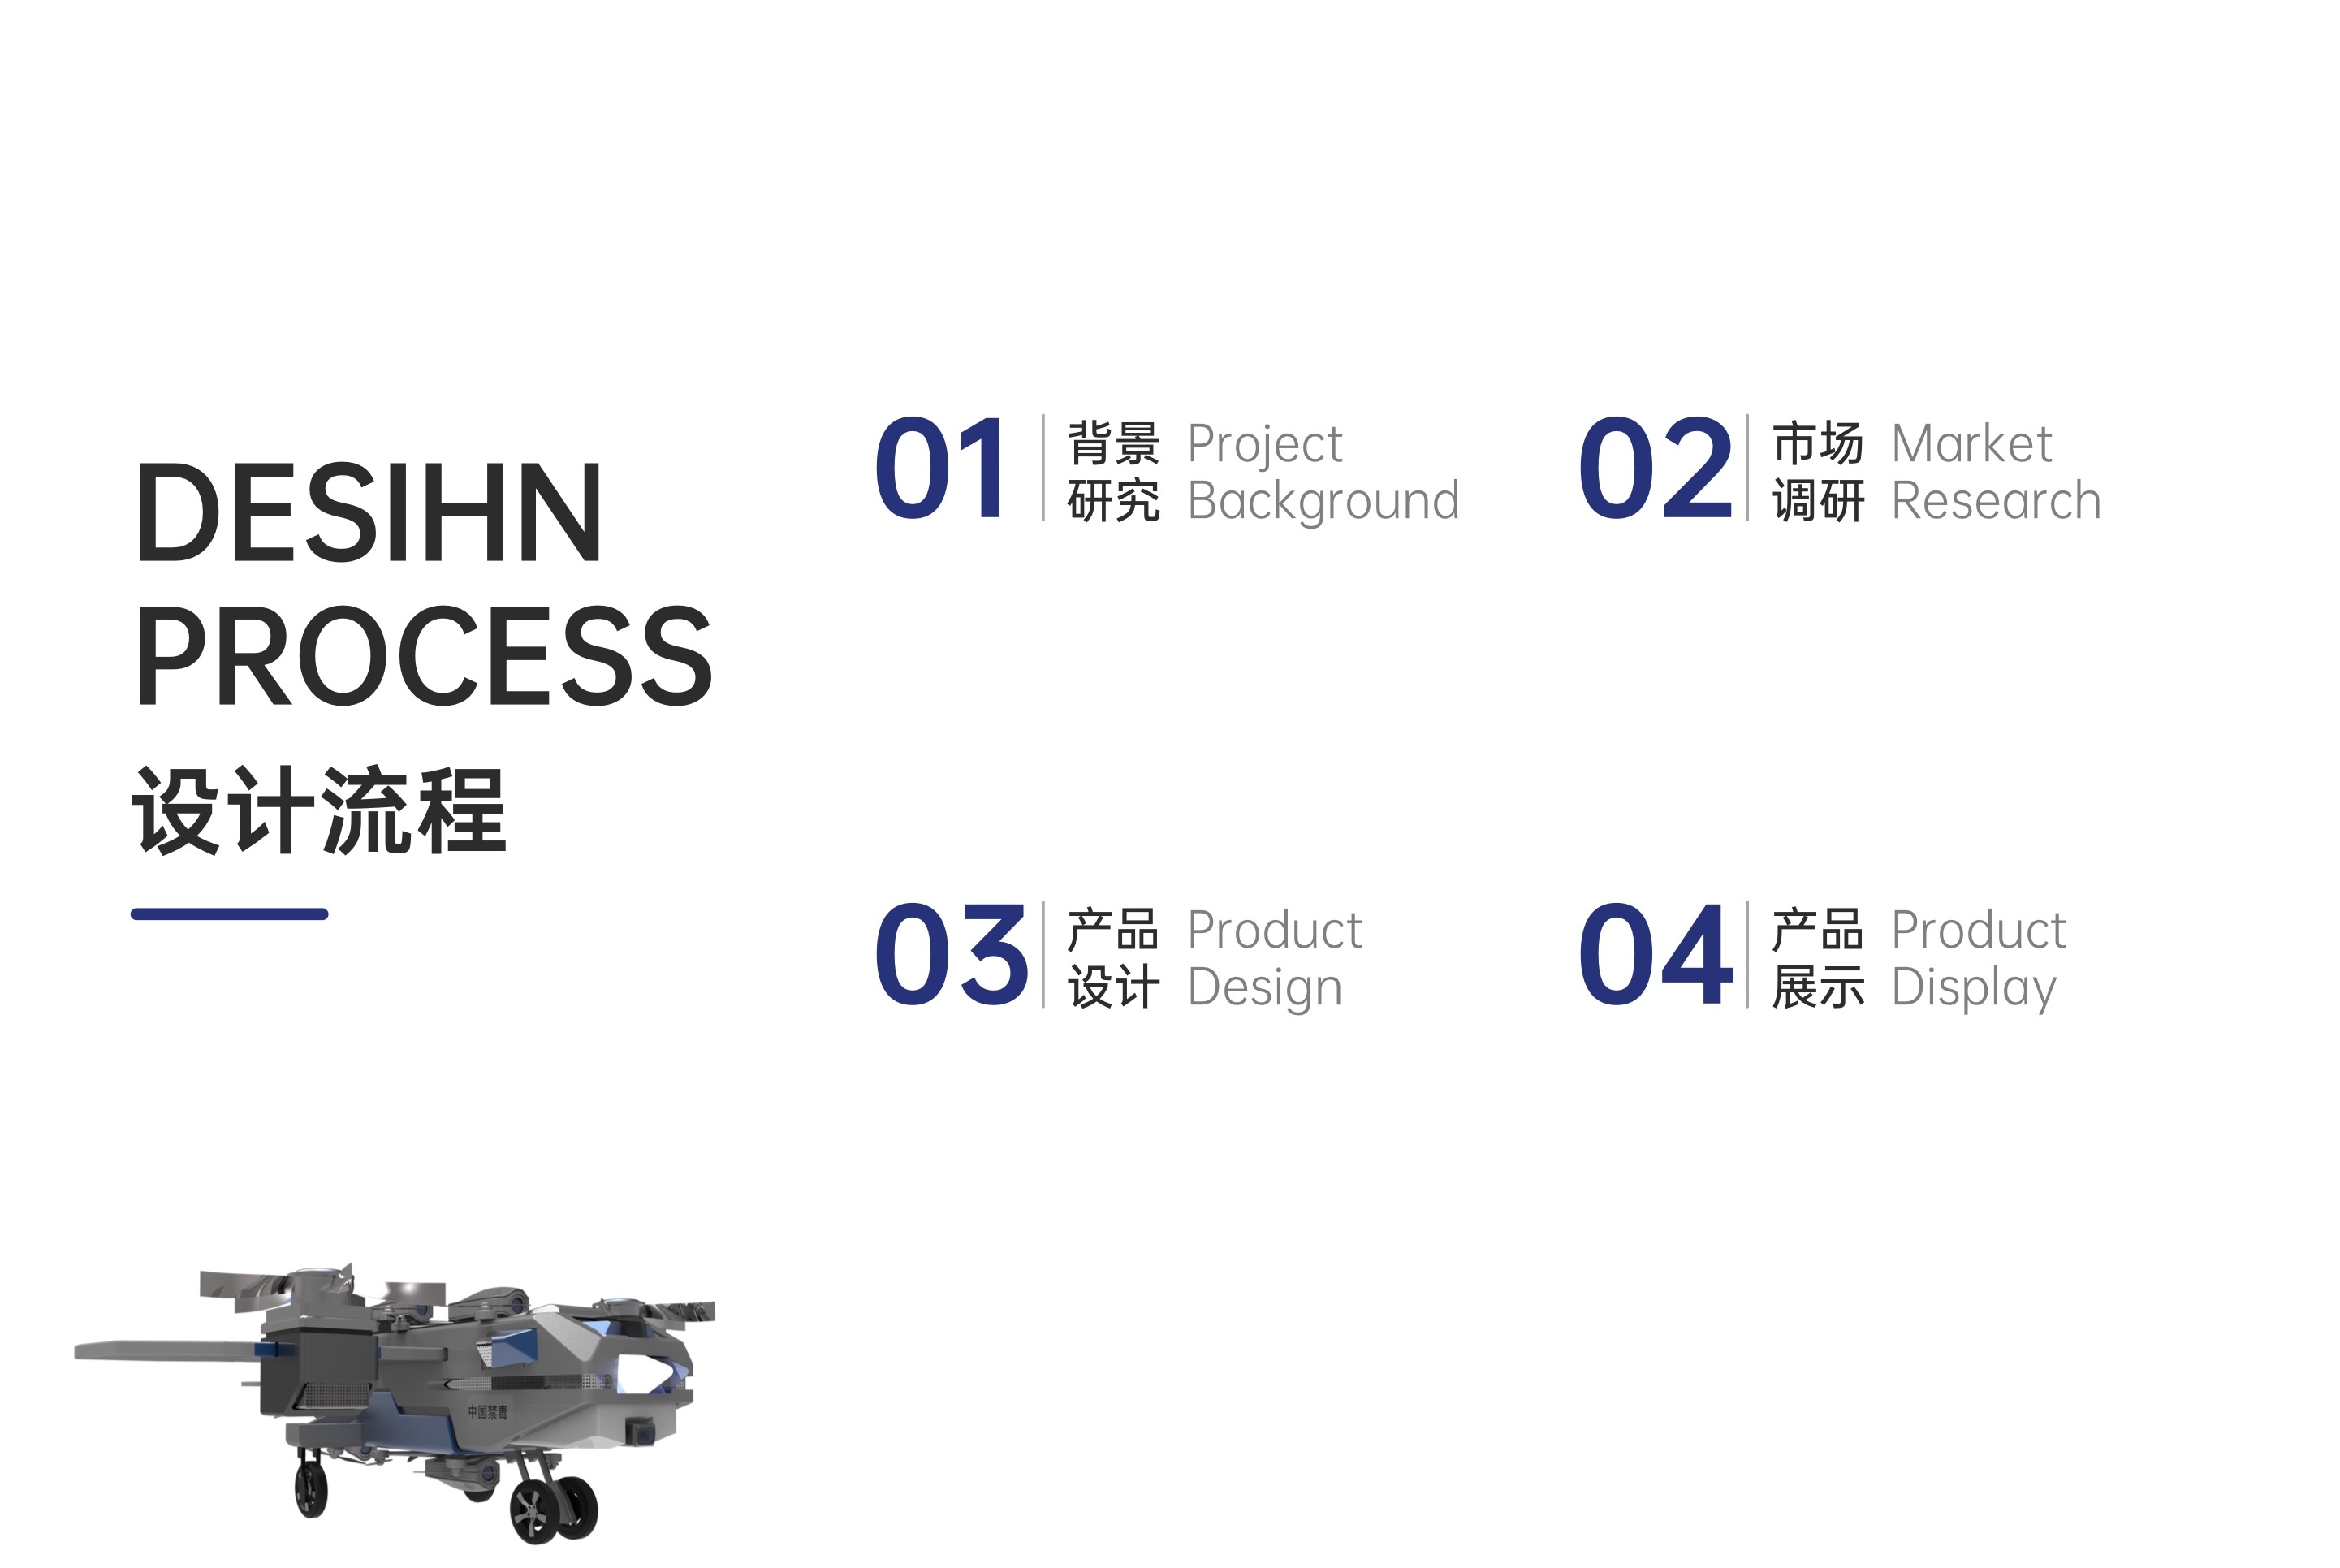 DESIHN
PROCESS
设计流程
01
背景 Project
研究 Background
02
市场 Market
调研 Research
03
产品 Product
设计 Design
04
产品 Product
展示 Display
中国禁毒